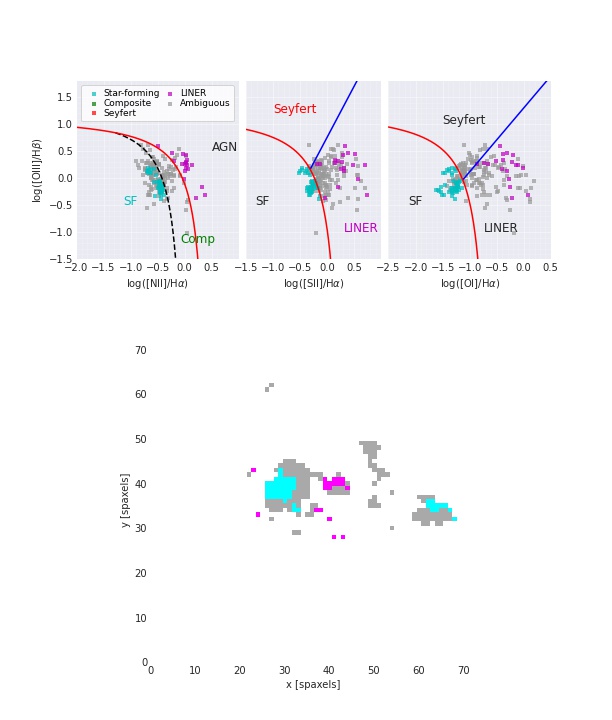 Star-forming
Composite
Seyfert
LINER
Ambiguous
1.5
1.0
0.5
0.0
−0.5
−1.0
−1.5
log([OIII]/Hβ)
AGN
SF
Comp
−2.0 −1.5 −1.0 −0.5 0.0 0.5
log([NII]/Hα)
Seyfert
SF
LINER
−1.5 −1.0 −0.5 0.0 0.5
log([SII]/Hα)
Seyfert
SF
LINER
−2.5 −2.0 −1.5 −1.0 −0.5 0.0 0.5
log([OI]/Hα)
70
60
50
40
30
20
10
0
y [spaxels]
0 10 20 30 40 50 60 70
x [spaxels]